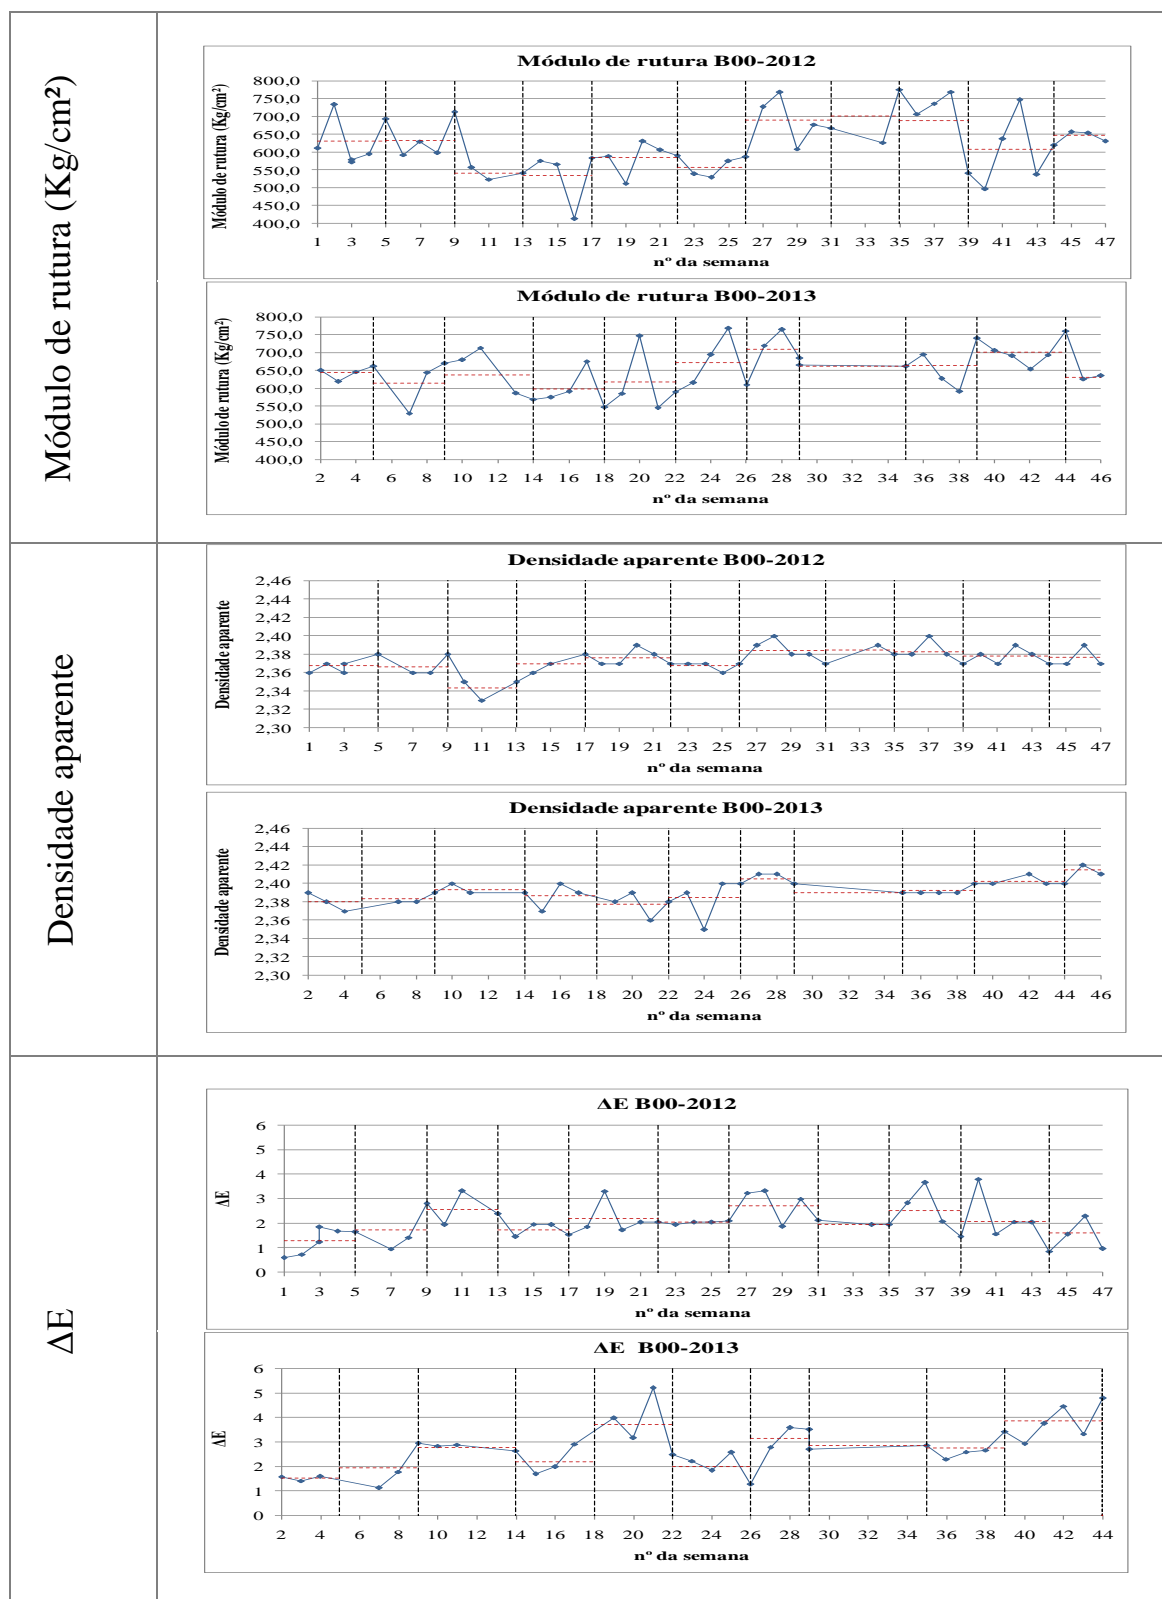 Módulo de rutura (Kg/cm²)
Módulo de rutura B00-2012
Módulo de rutura (Kg/cm²)
800,0
750,0
700,0
650,0
600,0
550,0
500,0
450,0
400,0
1 3 5 7 9 11 13 15 17 19 21 23 25 27 29 31 33 35 37 39 41 43 45 47
nº da semana
Módulo de rutura B00-2013
Módulo de rutura (Kg/cm²)
800,0
750,0
700,0
650,0
600,0
550,0
500,0
450,0
400,0
2 4 6 8 10 12 14 16 18 20 22 24 26 28 30 32 34 36 38 40 42 44 46
nº da semana
Densidade aparente
Densidade aparente B00-2012
Densidade aparente
2,46
2,44
2,42
2,40
2,38
2,36
2,34
2,32
2,30
1 3 5 7 9 11 13 15 17 19 21 23 25 27 29 31 33 35 37 39 41 43 45 47
nº da semana
Densidade aparente B00-2013
Densidade aparente
2,46
2,44
2,42
2,40
2,38
2,36
2,34
2,32
2,30
2 4 6 8 10 12 14 16 18 20 22 24 26 28 30 32 34 36 38 40 42 44 46
nº da semana
ΔE
ΔE B00-2012
ΔE
6
5
4
3
2
1
0
1 3 5 7 9 11 13 15 17 19 21 23 25 27 29 31 33 35 37 39 41 43 45 47
nº da semana
ΔE B00-2013
ΔE
6
5
4
3
2
1
0
2 4 6 8 10 12 14 16 18 20 22 24 26 28 30 32 34 36 38 40 42 44
nº da semana